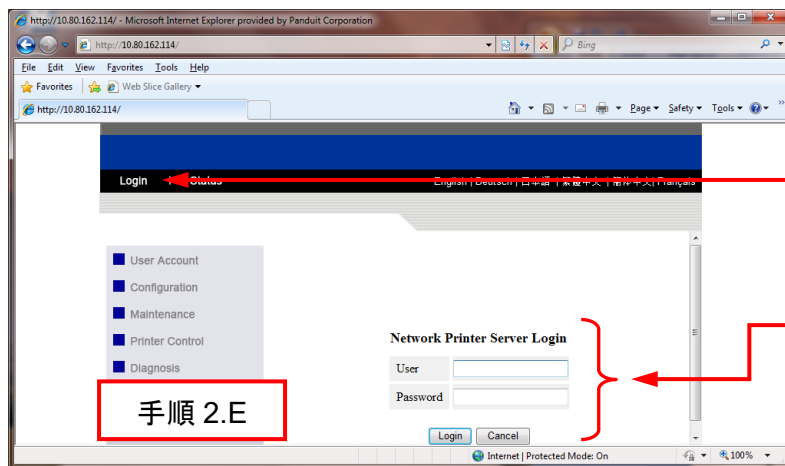 http://10.80.162.114/ - Microsoft Internet Explorer provided by Panduit Corporation
http://10.80.162.114/
Bing
File Edit View Favorites Tools Help
Favorites Web Slice Gallery
http://10.80.162.114/
Page Safety Tools
Login Status
English | Deutsch | 日本語 | 繁體中文 | 簡体中文 | Français
User Account
Configuration
Maintenance
Printer Control
Diagnosis
Network Printer Server Login
User
Password
Login Cancel
手順 2.E
Internet | Protected Mode: On
100%